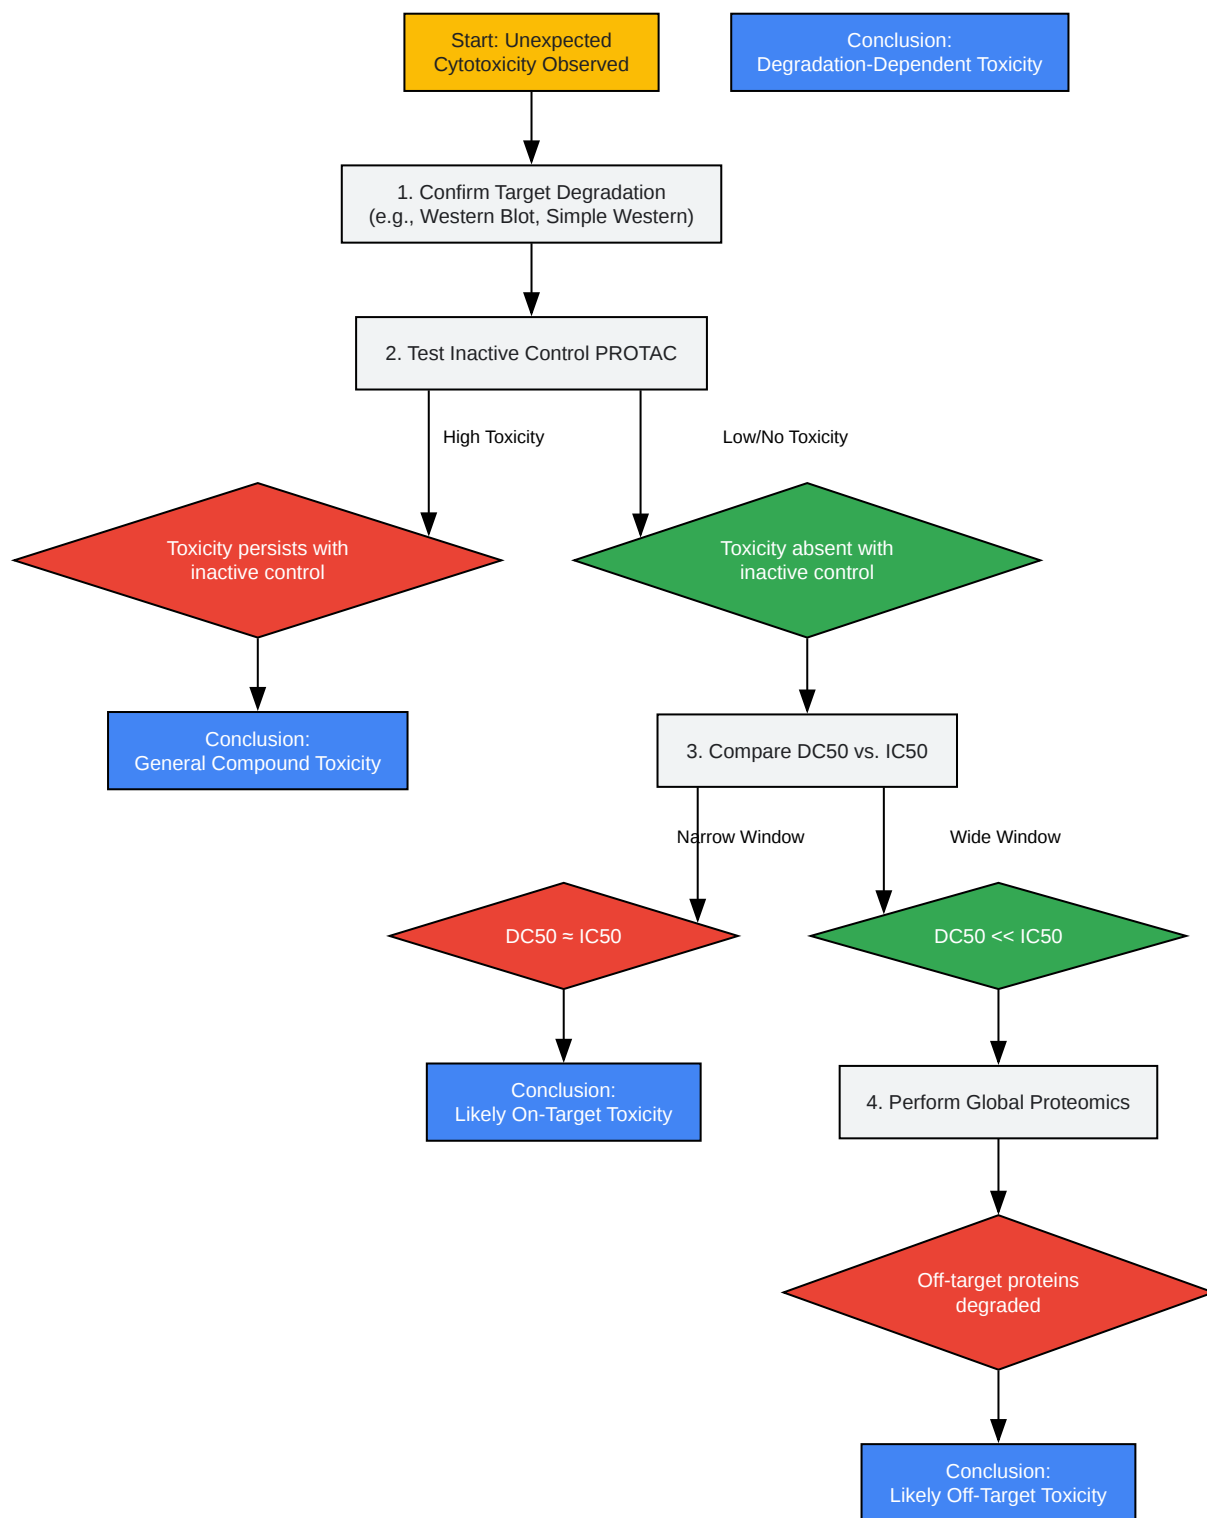 Start: Unexpected
Cytotoxicity Observed
Conclusion:
Degradation-Dependent Toxicity
1. Confirm Target Degradation
(e.g., Western Blot, Simple Western)
2. Test Inactive Control PROTAC
High Toxicity
Low/No Toxicity
Toxicity persists with
inactive control
Toxicity absent with
inactive control
Conclusion:
General Compound Toxicity
3. Compare DC50 vs. IC50
Narrow Window
Wide Window
DC50 ≈ IC50
DC50 << IC50
Conclusion:
Likely On-Target Toxicity
4. Perform Global Proteomics
Off-target proteins
degraded
Conclusion:
Likely Off-Target Toxicity